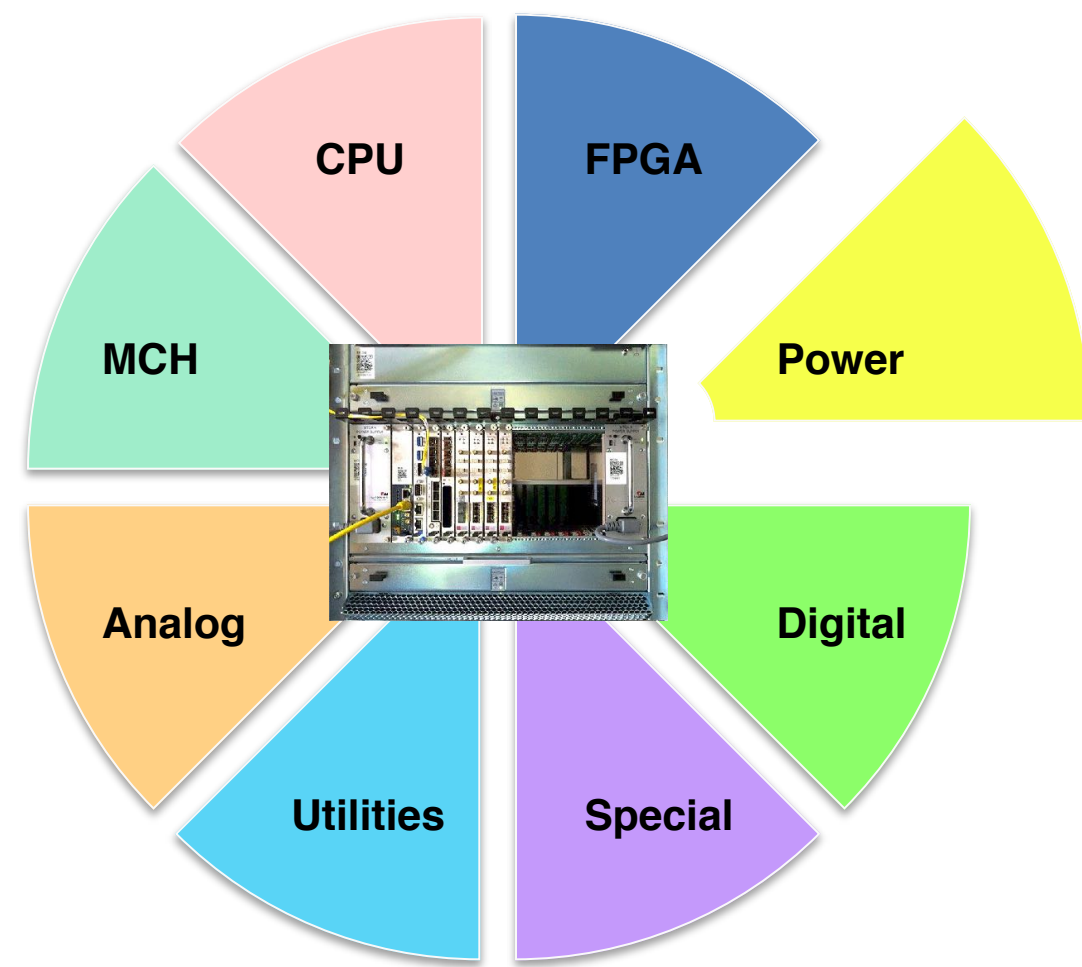 CPU
FPGA
MCH
Power
Analog
Digital
Utilities
Special